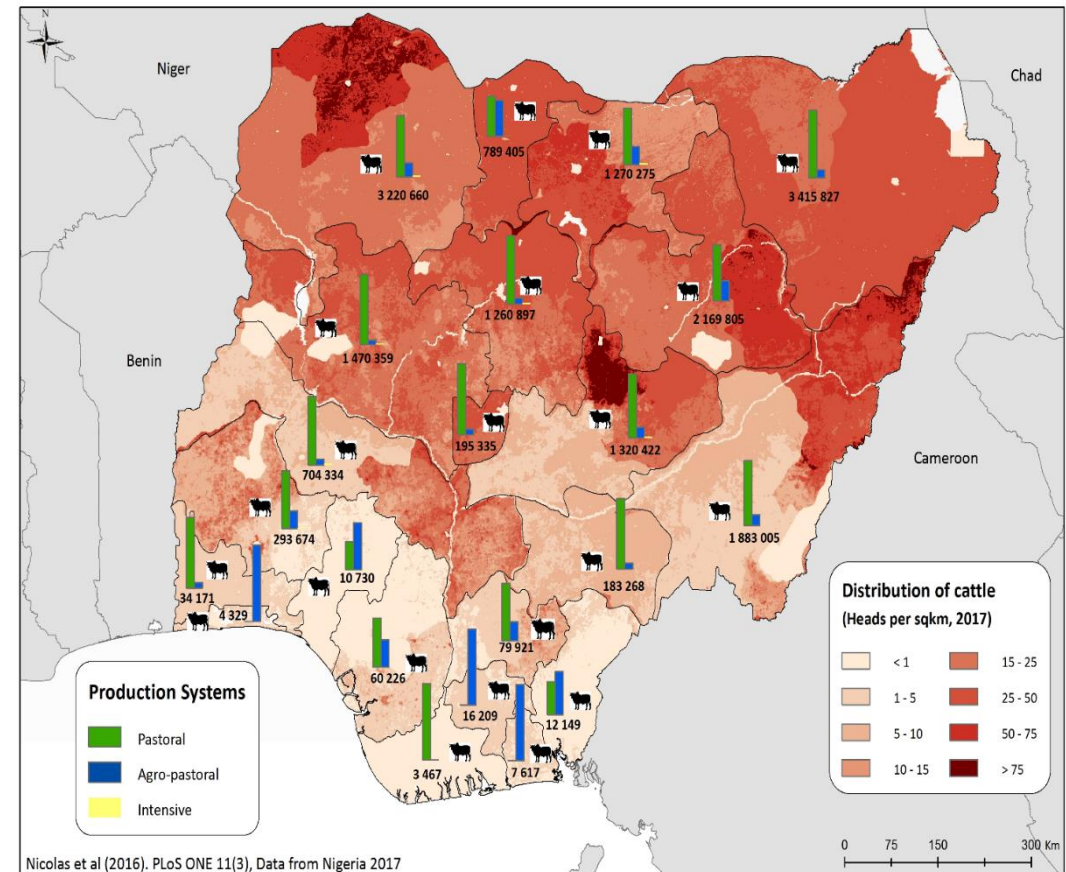 N
Niger
Chad
789 405
1 270 275
3 220 660
3 415 827
1 260 897
2 169 805
1 470 359
Benin
195 335
1 320 422
Cameroon
704 334
293 674
1 883 005
10 730
183 268
34 171
4 329
79 921
60 226
16 209
12 149
3 467
7 617
Distribution of cattle
(Heads per sqkm, 2017)
< 1
15 - 25
1 - 5
25 - 50
5 - 10
50 - 75
10 - 15
> 75
Production Systems
Pastoral
Agro-pastoral
Intensive
0 75 150 300 Km
Nicolas et al (2016). PLoS ONE 11(3), Data from Nigeria 2017